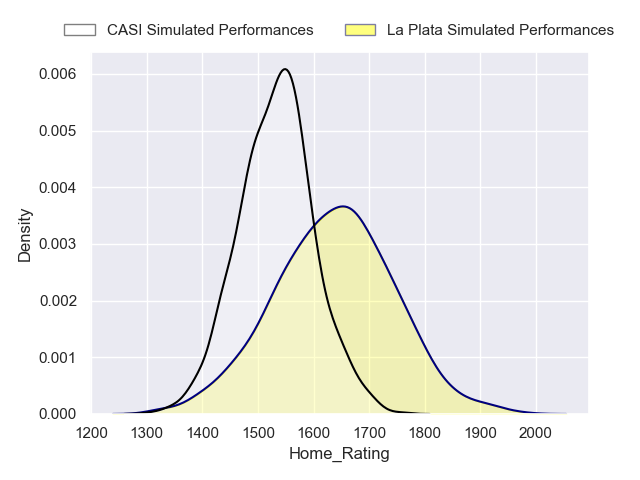 CASI Simulated Performances La Plata Simulated Performances
0.006
0.005
0.004
0.003
0.002
0.001
0.000
Density
1200 1300 1400 1500 1600 1700 1800 1900 2000
Home_Rating